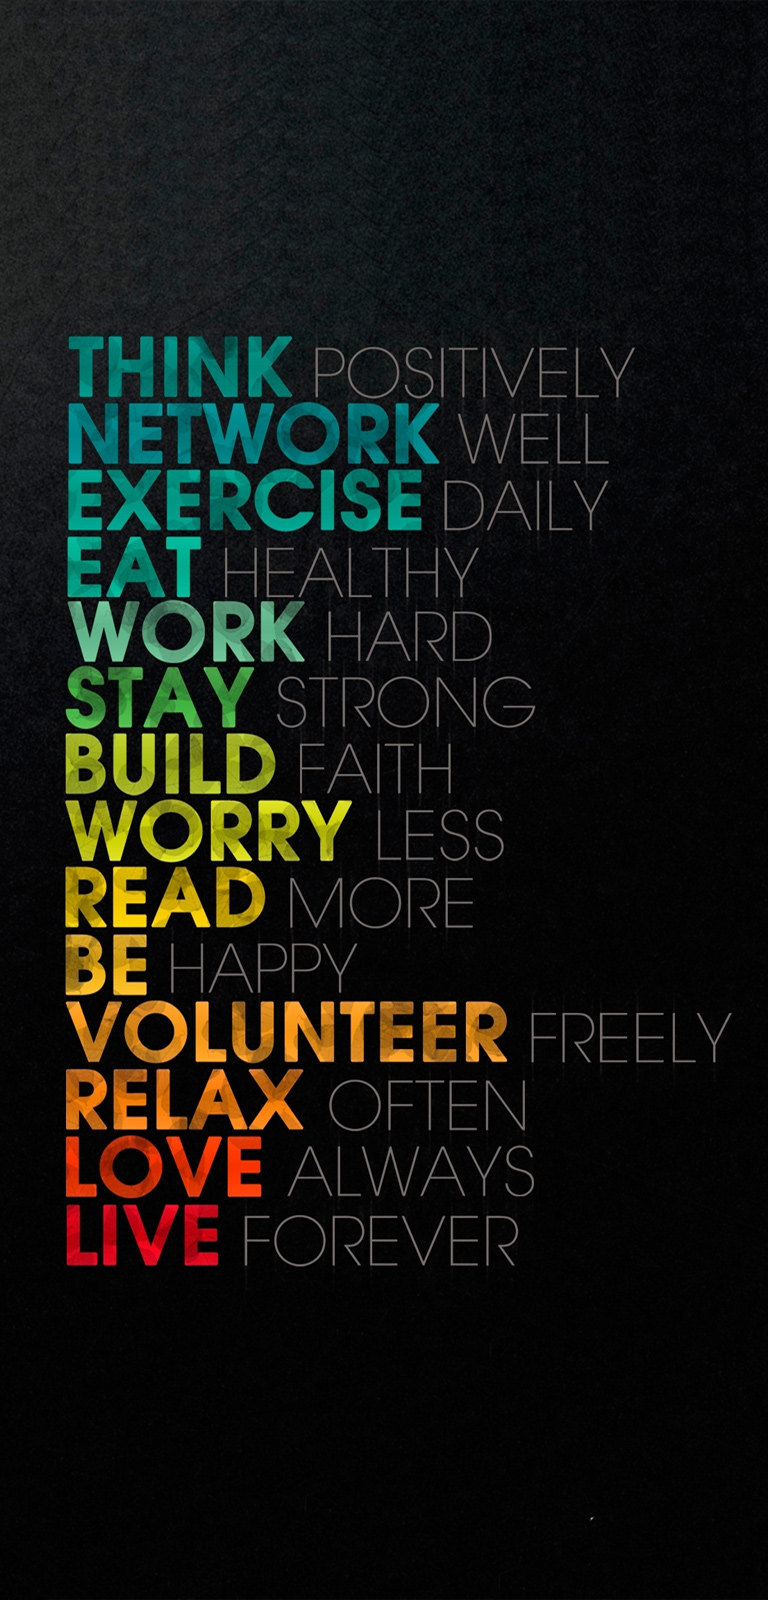 THINK POSITIVELY
NETWORK WELL
EXERCISE DAILY
EAT HEALTHY
WORK HARD
STAY STRONG
BUILD FAITH
WORRY LESS
READ MORE
BE HAPPY
VOLUNTEER FREELY
RELAX OFTEN
LOVE ALWAYS
LIVE FOREVER